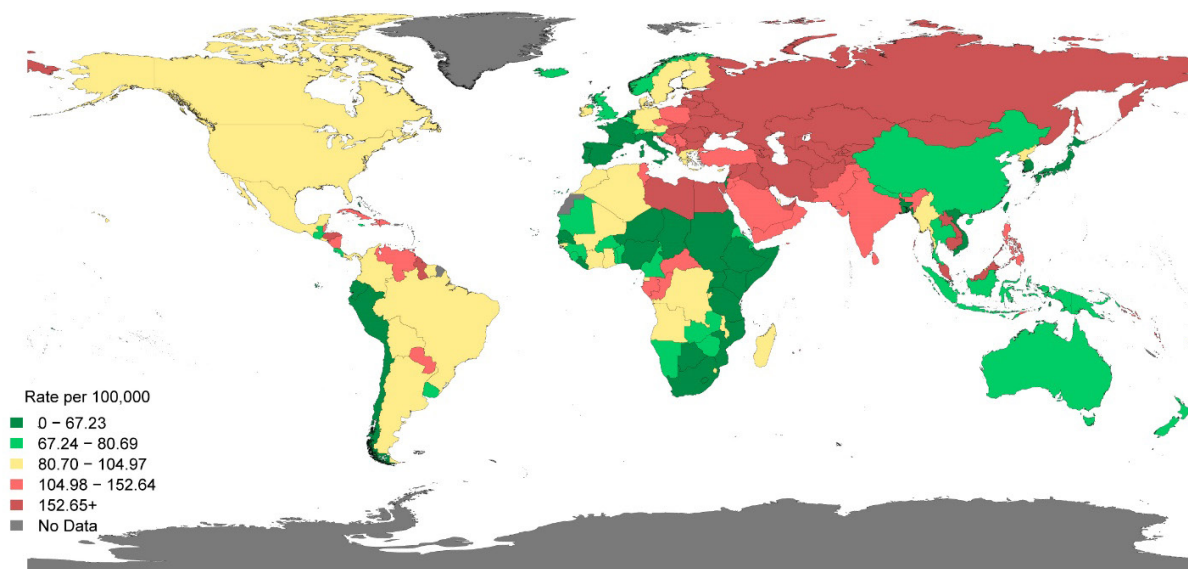 Rate per 100,000
0 − 67.23
67.24 − 80.69
80.70 − 104.97
104.98 − 152.64
152.65+
No Data